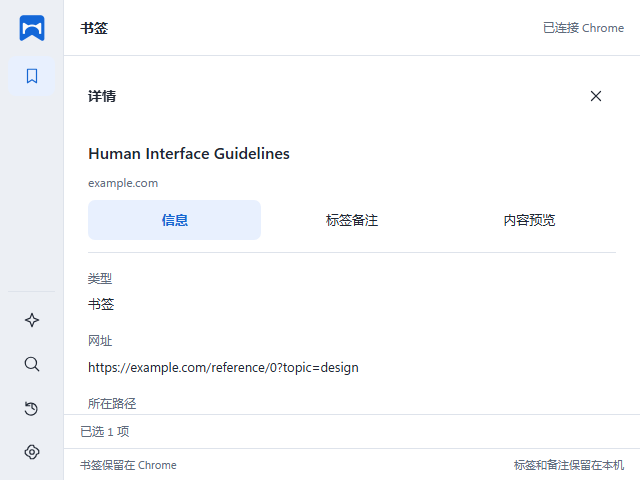 书签
已连接 Chrome
详情
Human Interface Guidelines
example.com
信息
标签备注
内容预览
类型
书签
网址
https://example.com/reference/0?topic=design
所在路径
已选 1 项
书签保留在 Chrome
标签和备注保留在本机